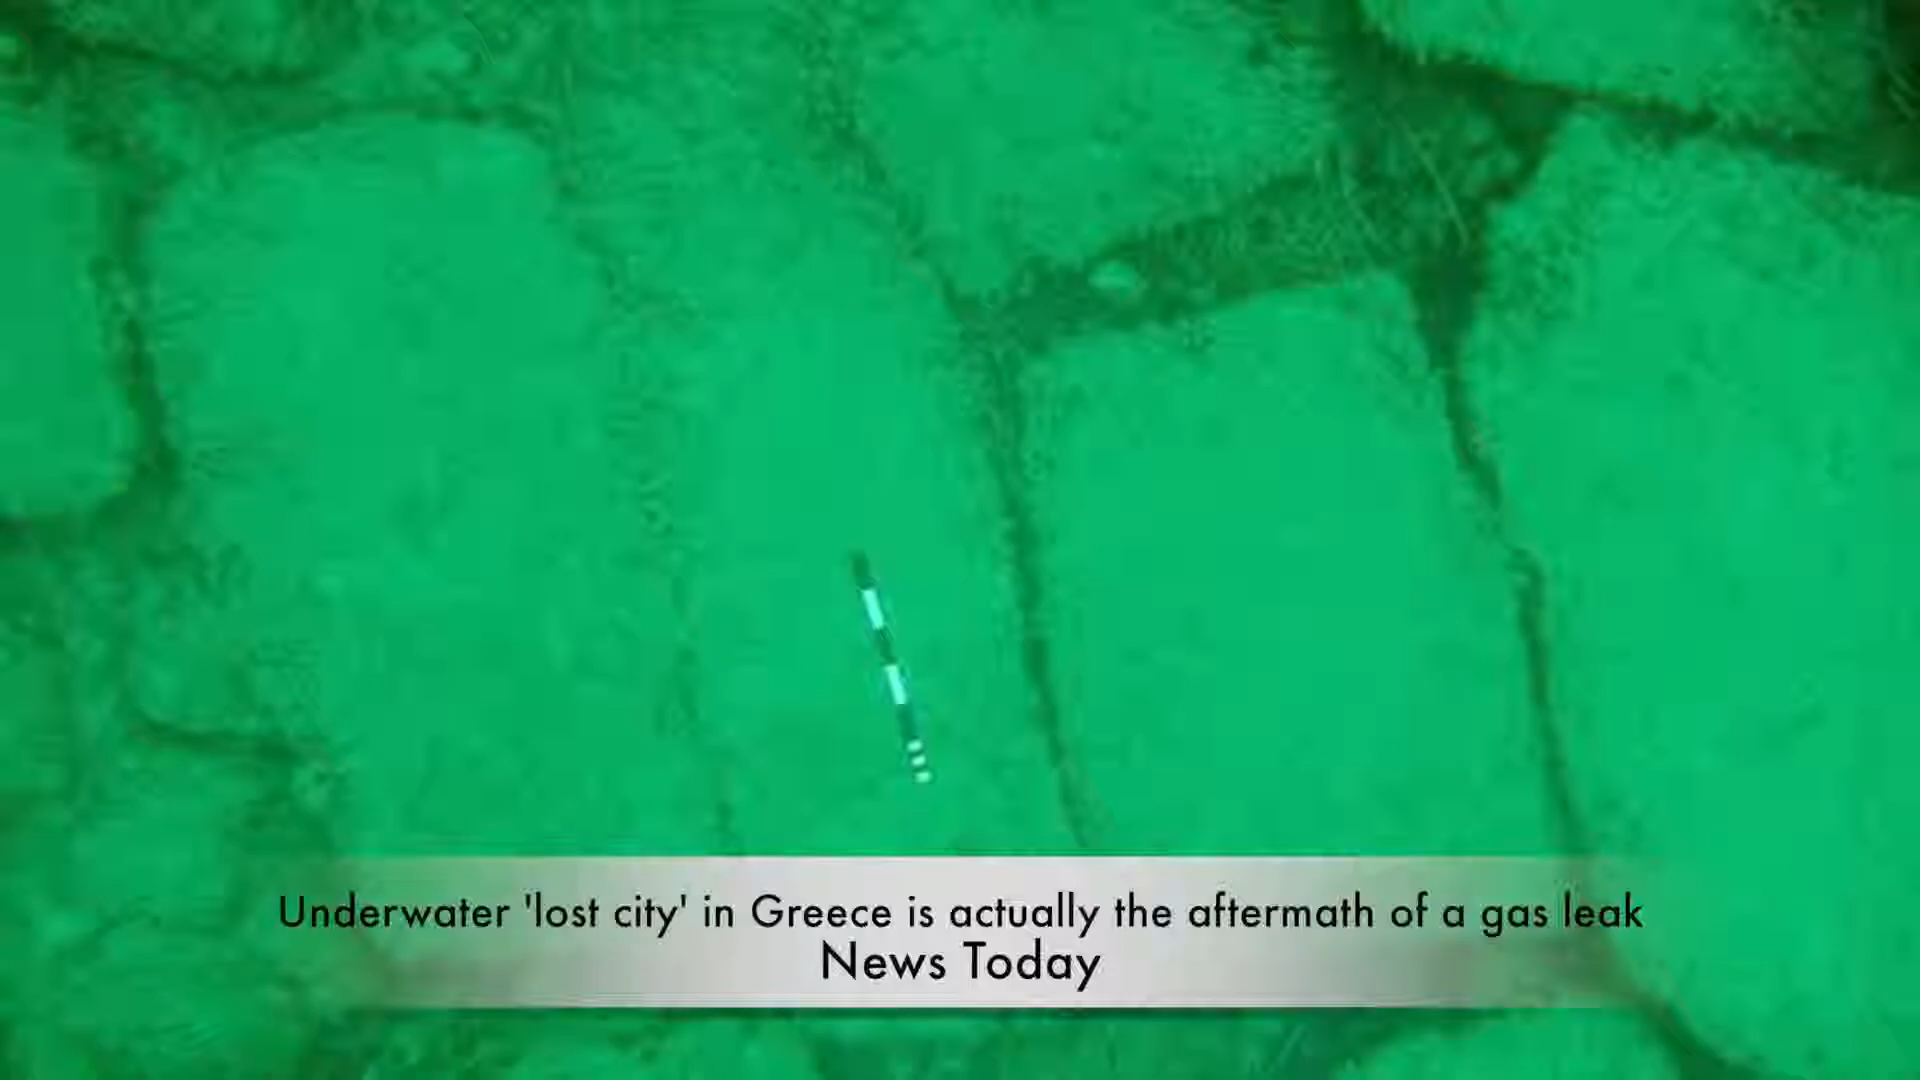 Underwater 'lost city' in Greece is actually the aftermath of a gas leak
News Today